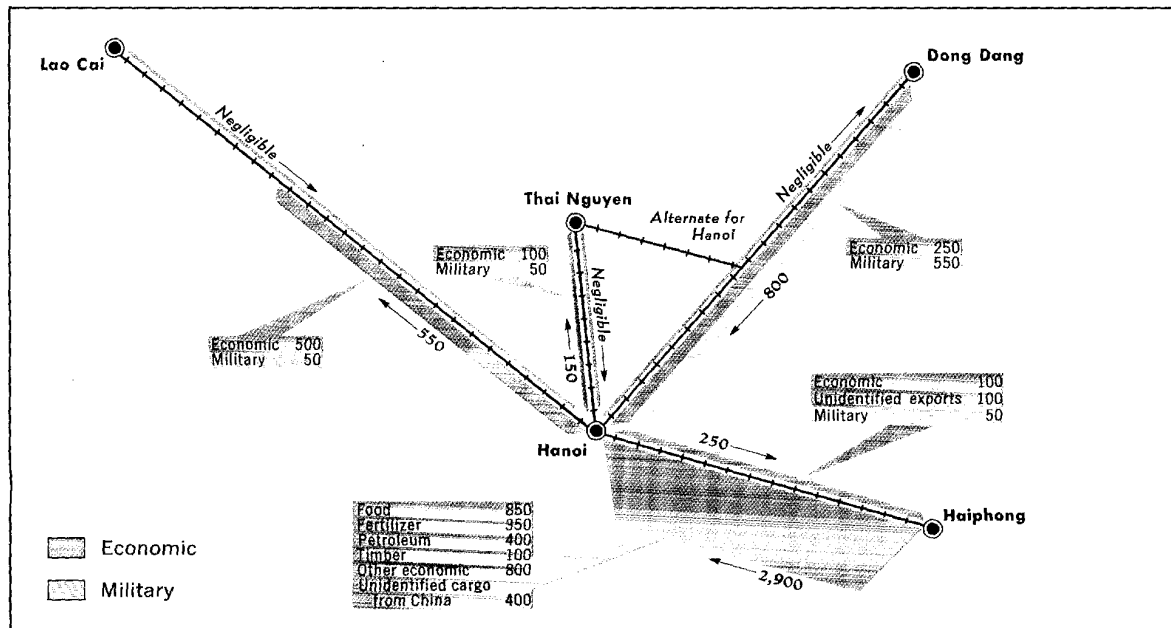 Lao Cai
Dong Dang
Negligible
Negligible
Thai Nguyen
Alternate for
Hanoi
Economic 100
Military 50
Economic 250
Military 550
Negligible
800
550
150
Economic 500
Military 50
Economic 100
Unidentified exports 100
Military 50
250
Hanoi
Haiphong
Food 850
Fertilizer 350
Petroleum 400
Timber 100
Other economic 800
Unidentified cargo
from China 400
2,900
Economic
Military